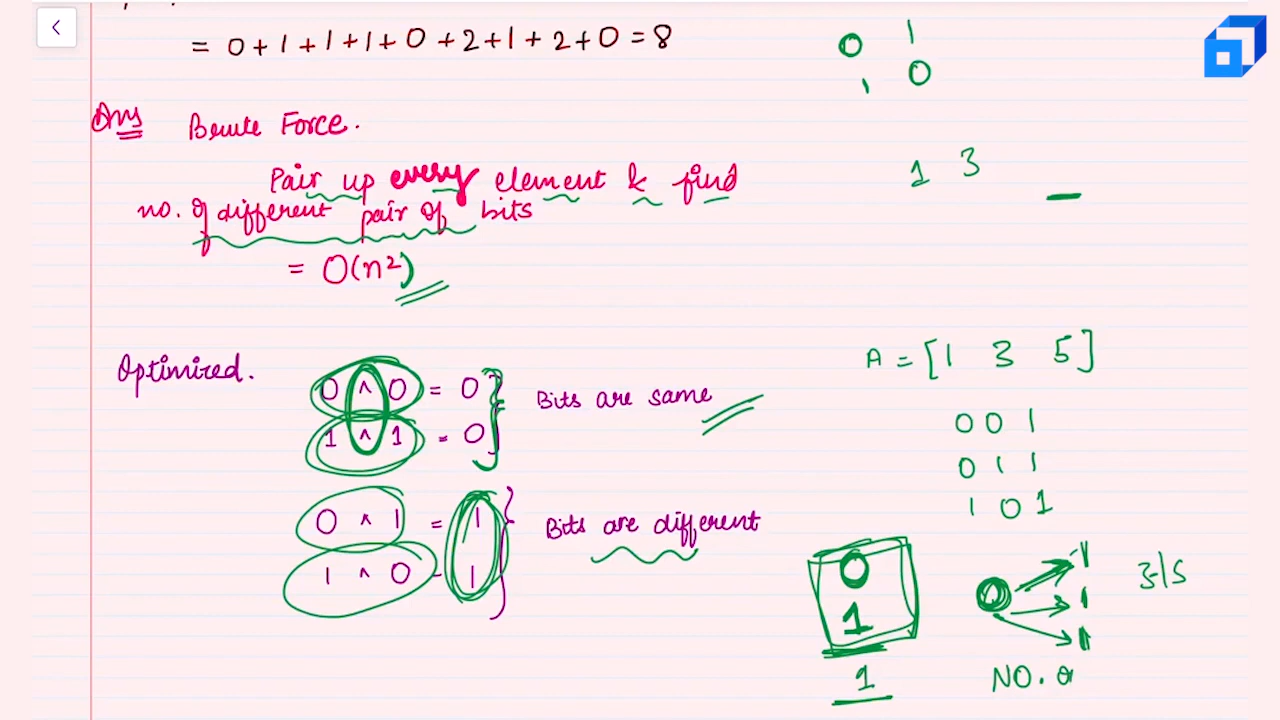 = 0+1+1+1+0+2+1+2+0=8
0 1
1 0
Ans Brute Force.
1 3
Pair up every element & find
no. of different pair of bits
= O(n²)
A = [1 3 5]
Optimized.
0 ^ 0 = 0
1 ^ 1 = 0
Bits are same
0 0 1
0 1 1
1 0 1
0 ^ 1 = 1
1 ^ 0 = 1
Bits are different
0
1
1
1
NO. o